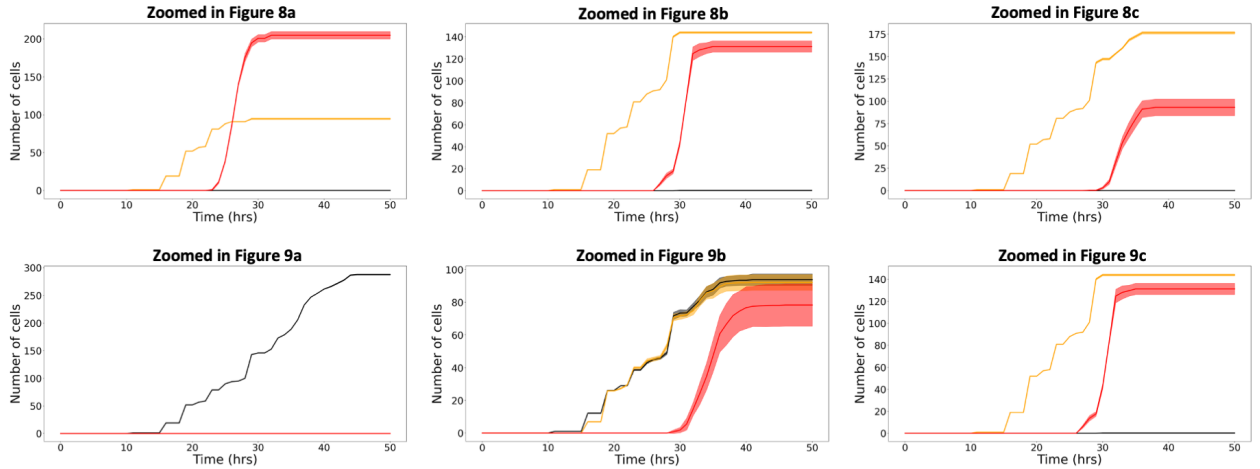 Zoomed in Figure 8a
Number of cells
200
150
100
50
0
0 10 20 30 40 50
Time (hrs)
Zoomed in Figure 8b
Number of cells
140
120
100
80
60
40
20
0
0 10 20 30 40 50
Time (hrs)
Zoomed in Figure 8c
Number of cells
175
150
125
100
75
50
25
0
0 10 20 30 40 50
Time (hrs)
Zoomed in Figure 9a
Number of cells
300
250
200
150
100
50
0
0 10 20 30 40 50
Time (hrs)
Zoomed in Figure 9b
Number of cells
100
80
60
40
20
0
0 10 20 30 40 50
Time (hrs)
Zoomed in Figure 9c
Number of cells
140
120
100
80
60
40
20
0
0 10 20 30 40 50
Time (hrs)